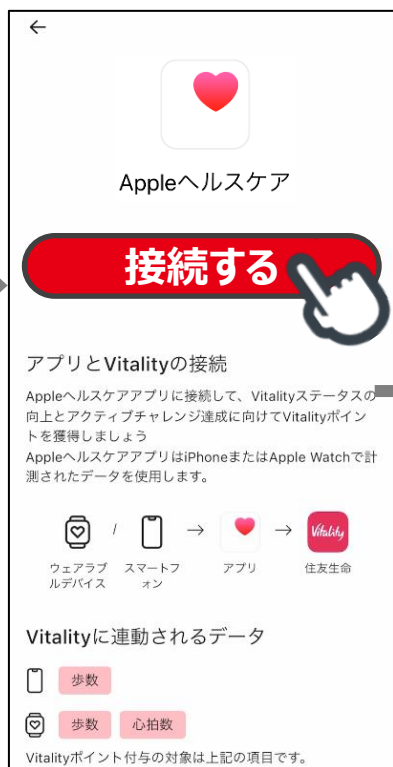 Appleヘルスケア
接続する
アプリとVitalityの接続
Appleヘルスケアアプリに接続して、Vitalityステータスの
向上とアクティブチャレンジ達成に向けてVitalityポイン
トを獲得しましょう
AppleヘルスケアアプリはiPhoneまたはApple Watchで計
測されたデータを使用します。
/ → → Vitality
ウェアラブ スマートフ アプリ 住友生命
ルデバイス ォン
Vitalityに連動されるデータ
歩数
歩数 心拍数
Vitalityポイント付与の対象は上記の項目です。